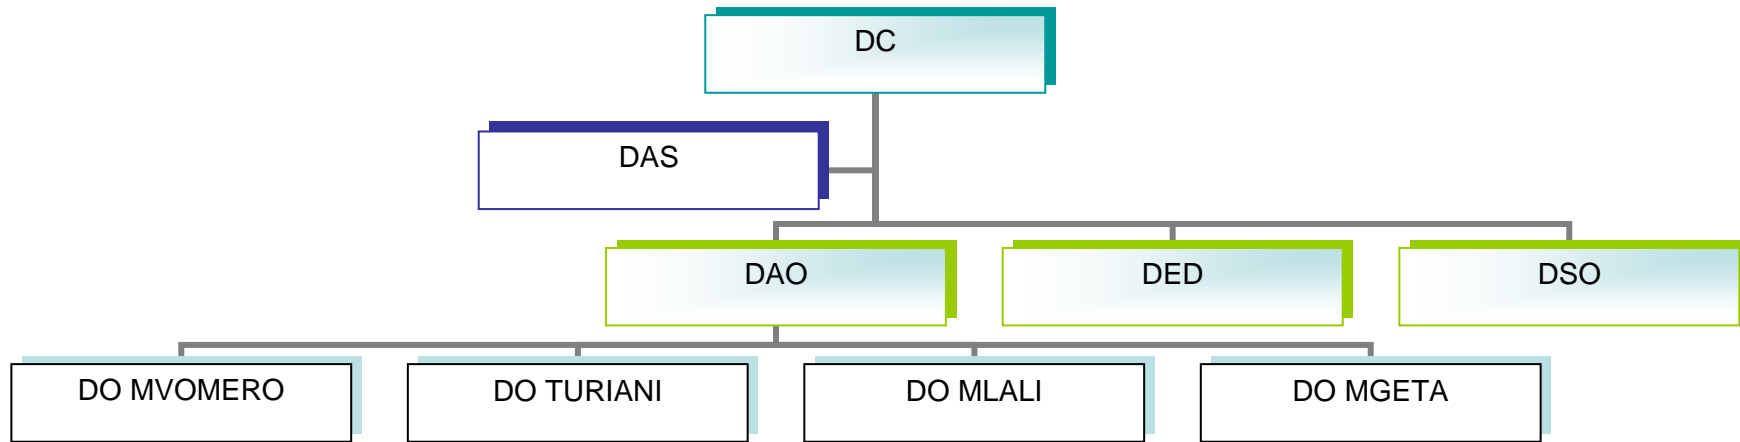 DC
DAS
DAO
DED
DSO
DO MVOMERO
DO TURIANI
DO MLALI
DO MGETA